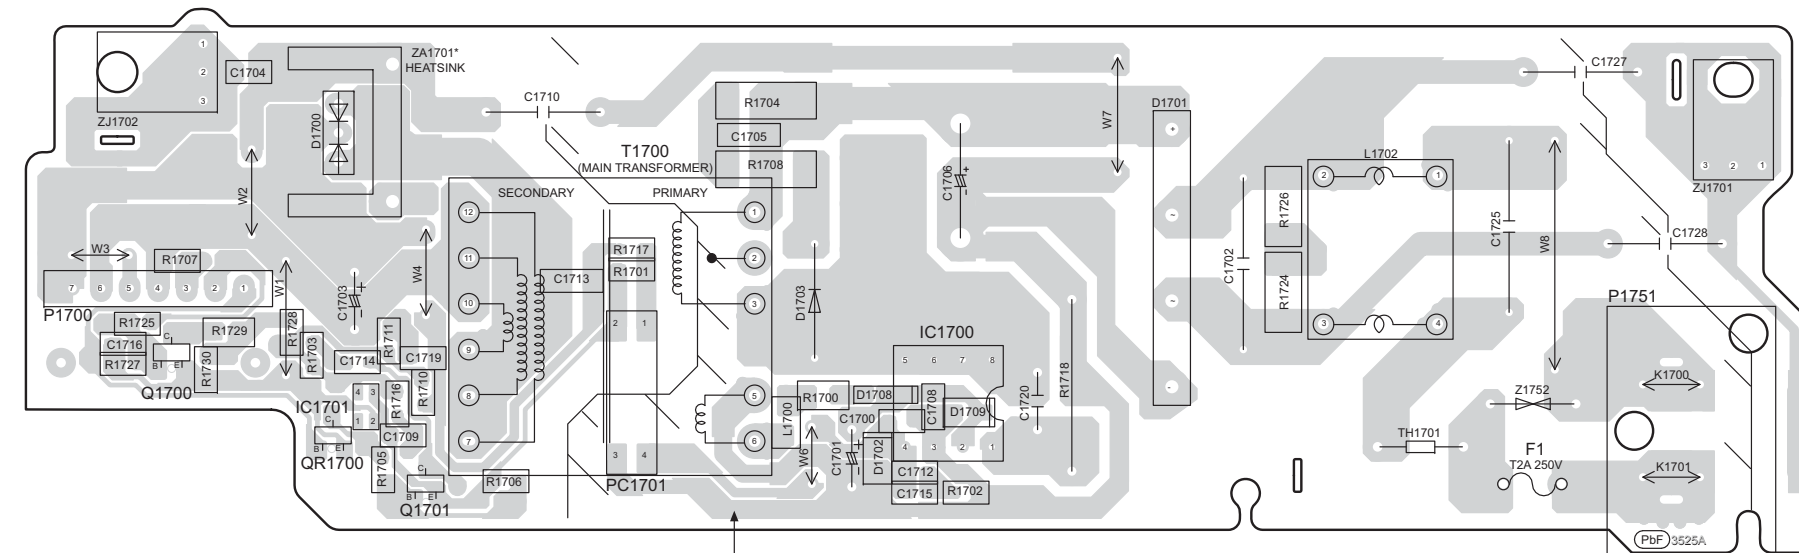 ZA1701*
HEATSINK
1
2
3
C1704
ZJ1702
D1700
W2
C1710
R1704
C1705
R1708
T1700
(MAIN TRANSFORMER)
SECONDARY
PRIMARY
12
11
10
9
8
7
1
2
3
5
6
C1706
+
-
W7
D1701
+
~
~
-
C1727
ZJ1701
3 2 1
L1702
2
1
3
4
R1726
R1724
C1702
C1725
W8
C1728
W3
R1707
7 6 5 4 3 2 1
P1700
W1
C1703
+
-
W4
R1717
R1701
C1713
2 1
3 4
PC1701
D1703
IC1700
5 6 7 8
4 3 2 1
R1718
C1720
P1751
R1725
C1716
R1727
C
B E
Q1700
R1729
R1730
R1728
R1703
R1711
C1714
C1719
R1710
R1716
IC1701
4 3
1 2
C
B E
QR1700
C1709
R1705
C
B E
Q1701
R1706
L1700
R1700
D1708
C1708
D1709
C1700
W6
C1701
+
-
D1702
C1712
C1715
R1702
TH1701
Z1752
F1
T2A 250V
K1700
K1701
PbF 3525A